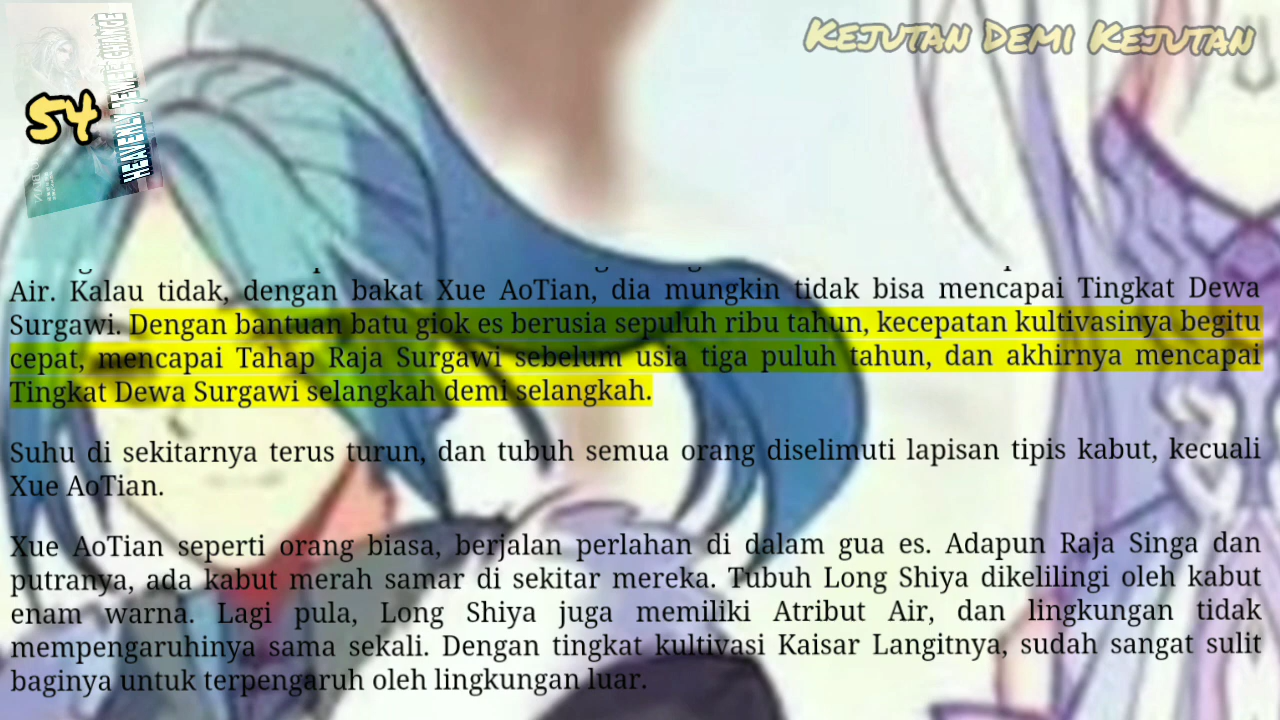 Kejutan Demi Kejutan
54
HEAVENLY JEWEL CHANGE
Air. Kalau tidak, dengan bakat Xue AoTian, dia mungkin tidak bisa mencapai Tingkat Dewa
Surgawi. Dengan bantuan batu giok es berusia sepuluh ribu tahun, kecepatan kultivasinya begitu
cepat, mencapai Tahap Raja Surgawi sebelum usia tiga puluh tahun, dan akhirnya mencapai
Tingkat Dewa Surgawi selangkah demi selangkah.
Suhu di sekitarnya terus turun, dan tubuh semua orang diselimuti lapisan tipis kabut, kecuali
Xue AoTian.
Xue AoTian seperti orang biasa, berjalan perlahan di dalam gua es. Adapun Raja Singa dan
putranya, ada kabut merah samar di sekitar mereka. Tubuh Long Shiya dikelilingi oleh kabut
enam warna. Lagi pula, Long Shiya juga memiliki Atribut Air, dan lingkungan tidak
mempengaruhinya sama sekali. Dengan tingkat kultivasi Kaisar Langitnya, sudah sangat sulit
baginya untuk terpengaruh oleh lingkungan luar.